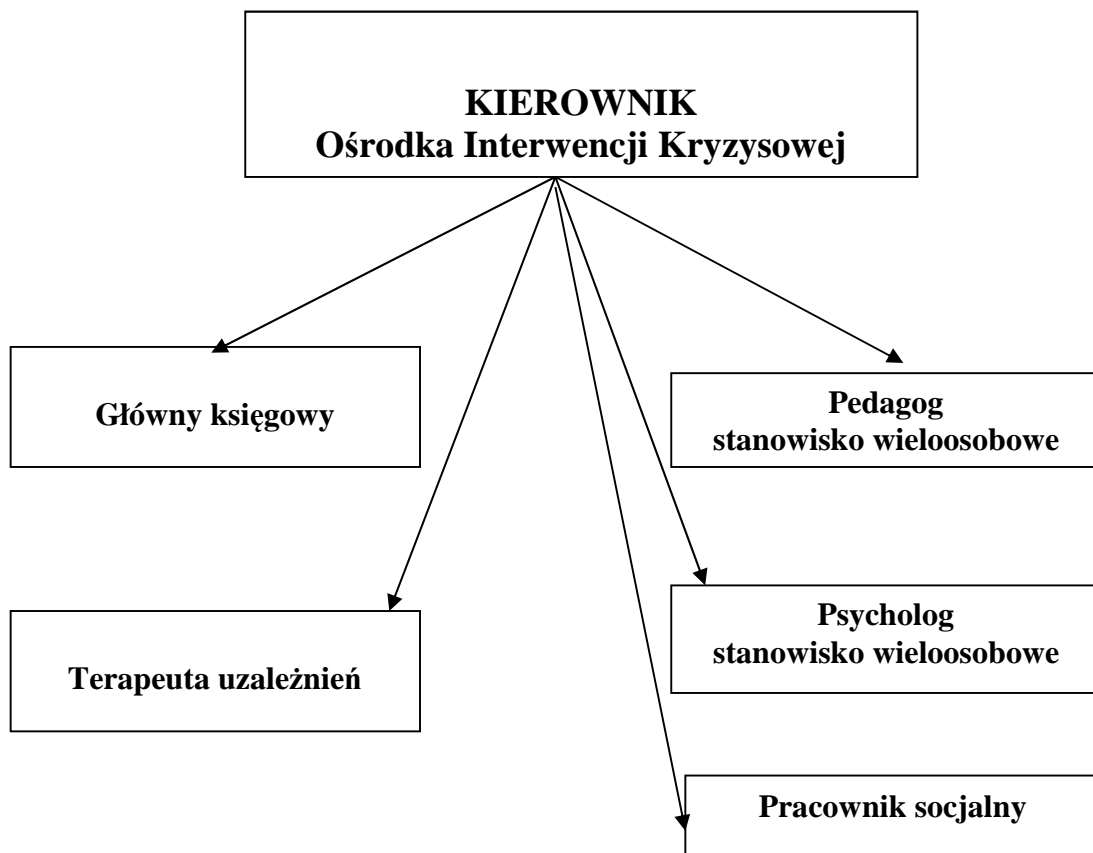 KIEROWNIK
Ośrodka Interwencji Kryzysowej
Główny księgowy
Pedagog
stanowisko wieloosobowe
Terapeuta uzależnień
Psycholog
stanowisko wieloosobowe
Pracownik socjalny